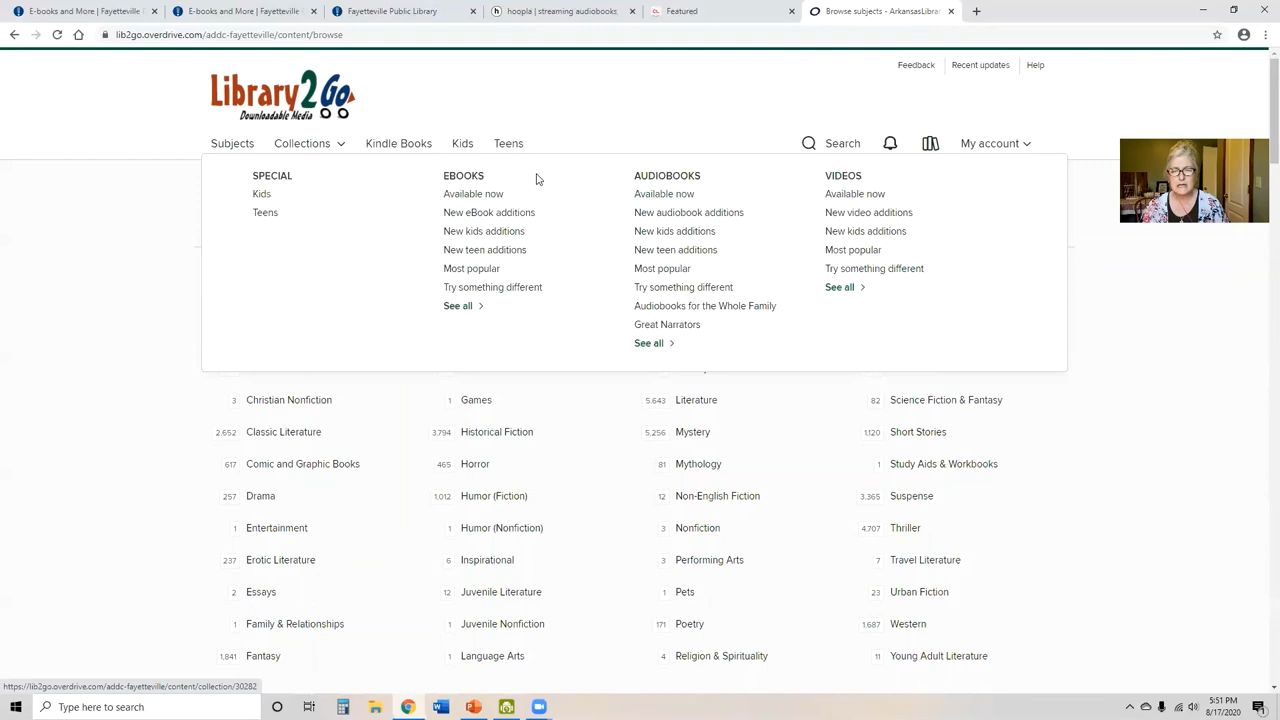 E-books and More | Fayetteville
E-books and More | Fayetteville
Fayetteville Public Library
hoopla | streaming audiobooks
Featured
Browse subjects - ArkansasLibrar
lib2go.overdrive.com/addc-fayetteville/content/browse
Feedback
Recent updates
Help
Library2Go
Downloadable Media
Subjects
Collections
Kindle Books
Kids
Teens
Search
My account
SPECIAL
Kids
Teens
EBOOKS
Available now
New eBook additions
New kids additions
New teen additions
Most popular
Try something different
See all
AUDIOBOOKS
Available now
New audiobook additions
New kids additions
New teen additions
Most popular
Try something different
Audiobooks for the Whole Family
Great Narrators
See all
VIDEOS
Available now
New video additions
New kids additions
Most popular
Try something different
See all
3 Christian Nonfiction
1 Games
5,643 Literature
82 Science Fiction & Fantasy
2,652 Classic Literature
3,794 Historical Fiction
5,256 Mystery
1,120 Short Stories
617 Comic and Graphic Books
465 Horror
81 Mythology
1 Study Aids & Workbooks
257 Drama
1,012 Humor (Fiction)
12 Non-English Fiction
3,365 Suspense
1 Entertainment
1 Humor (Nonfiction)
3 Nonfiction
4,707 Thriller
237 Erotic Literature
6 Inspirational
3 Performing Arts
7 Travel Literature
2 Essays
12 Juvenile Literature
1 Pets
23 Urban Fiction
1 Family & Relationships
1 Juvenile Nonfiction
171 Poetry
1,687 Western
1,841 Fantasy
1 Language Arts
4 Religion & Spirituality
11 Young Adult Literature
https://lib2go.overdrive.com/addc-fayetteville/content/collection/30282
Type here to search
5:51 PM
8/17/2020